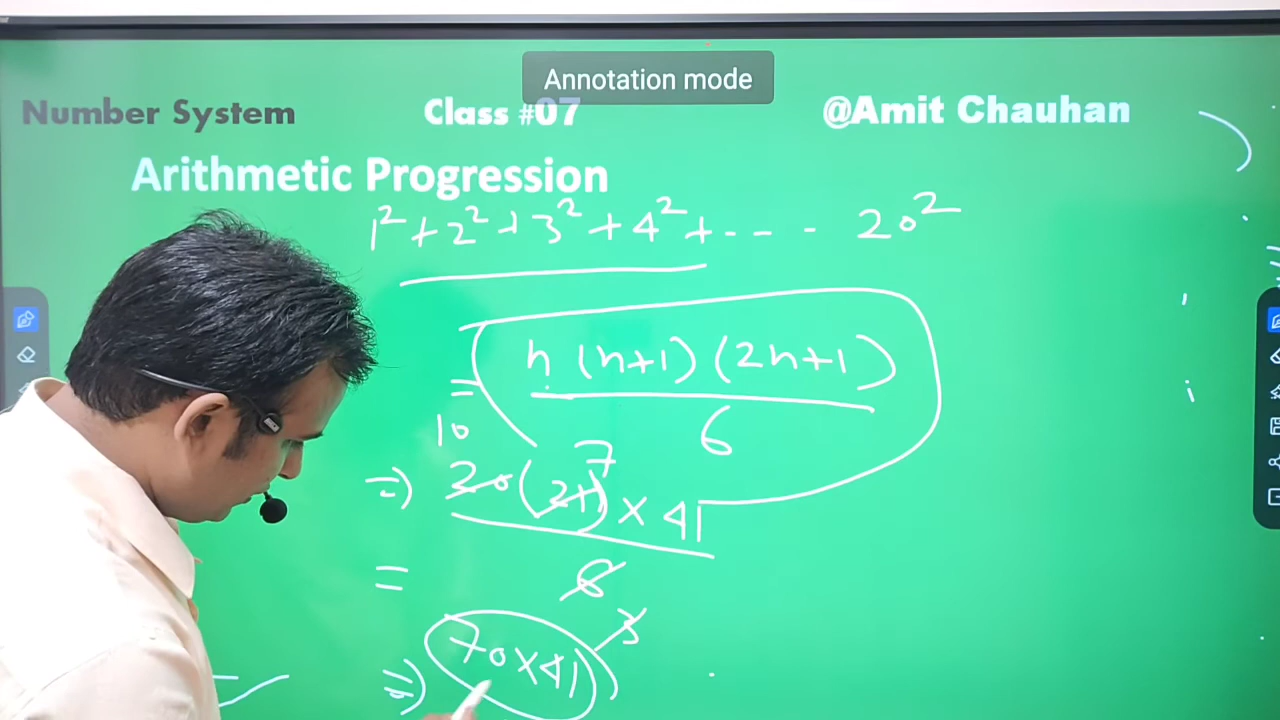 Annotation mode
Number System Class #07 @Amit Chauhan
Arithmetic Progression
1² + 2² + 3² + 4² + - - - - 20²
= n (n+1) (2n+1)
6
10 7
=) 20 (21) × 41
= 6
3
=) 70×41